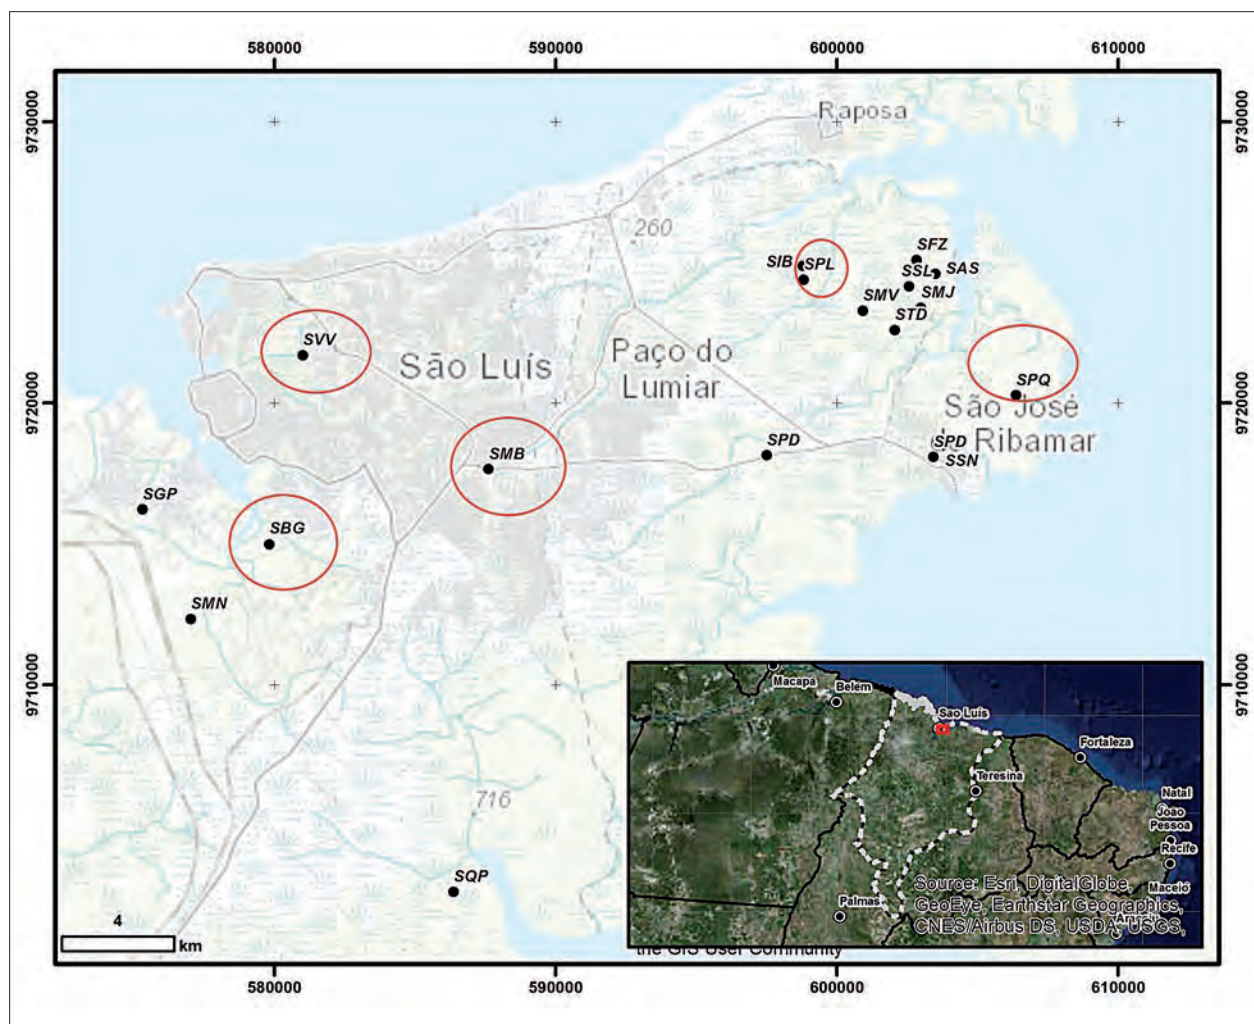 580000
590000
600000
610000
9730000
9730000
Raposa
260
SFZ
SIB
SPL
SSL
SAS
SMV
SMJ
STD
SVV
São Luís
Paço do
Lumiar
SPQ
9720000
9720000
São José
Ribamar
SMB
SPD
SPD
SSN
SGP
SBG
SMN
9710000
9710000
Macapá
Belém
Sao Luís
Fortaleza
Teresina
Natal
Joao
Pessoa
Recife
Maceió
Palmas
Source: Esri, DigitalGlobe,
GeoEye, Earthstar Geographics,
CNES/Airbus DS, USDA, USGS,
the GIS User Community
716
SQP
4
km
580000
590000
600000
610000